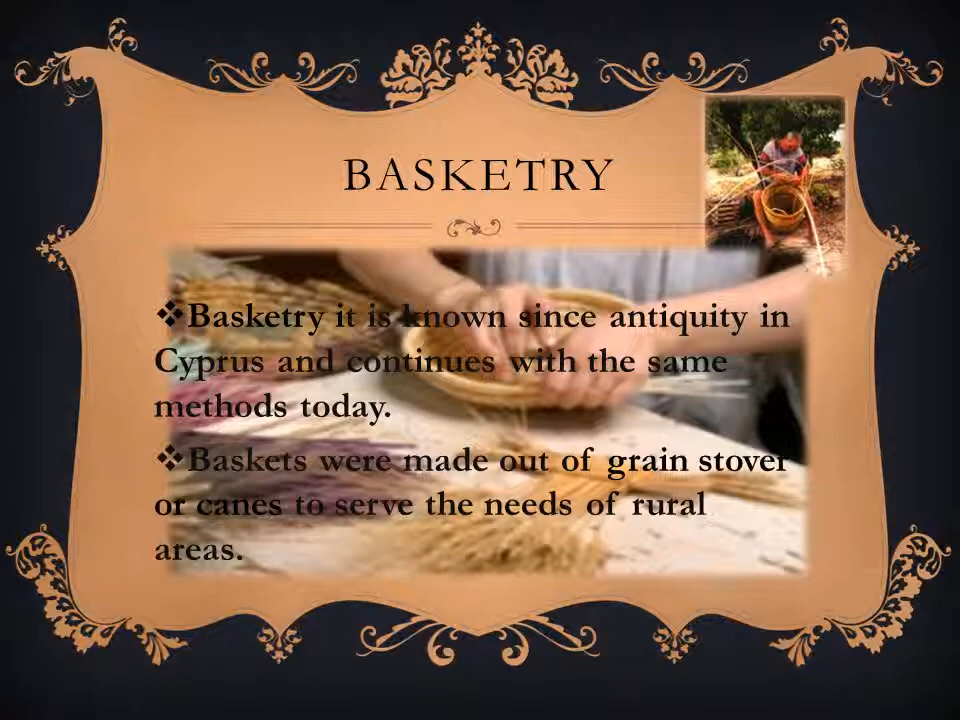 BASKETRY
❖Basketry it is known since antiquity in
Cyprus and continues with the same
methods today.
❖Baskets were made out of grain stover
or canes to serve the needs of rural
areas.